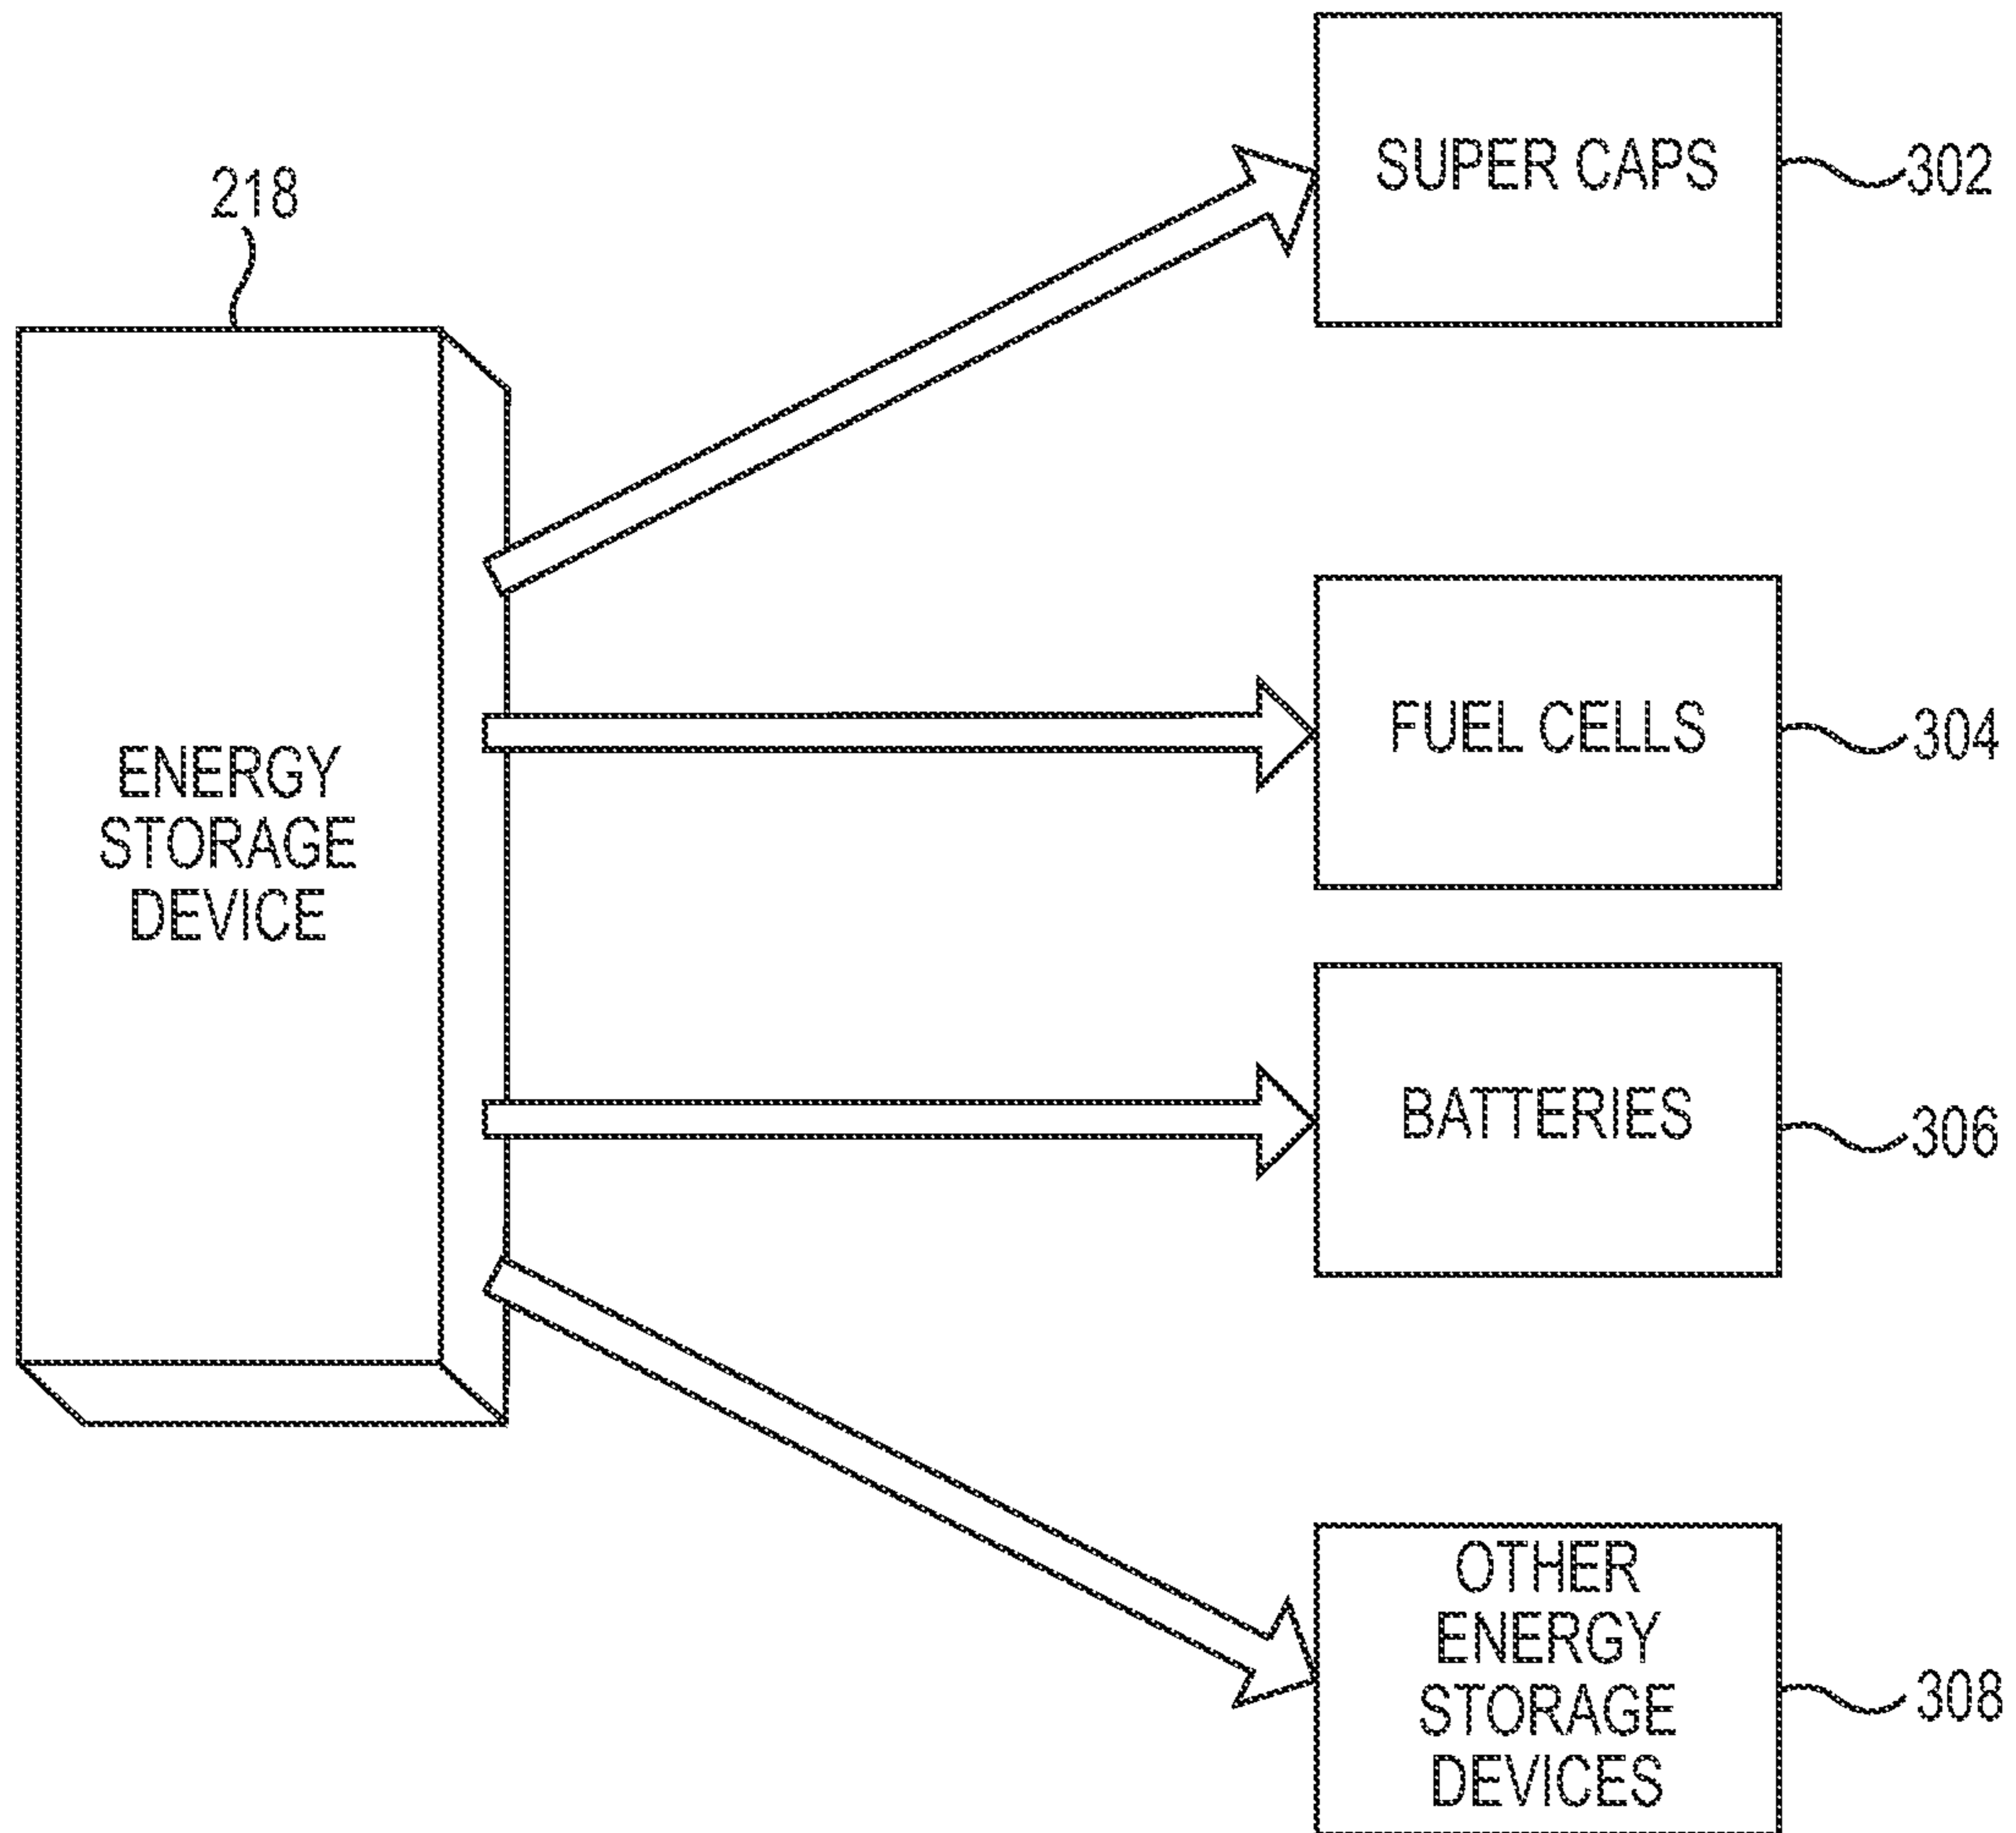 218
ENERGY
STORAGE
DEVICE
SUPER CAPS
302
FUEL CELLS
304
BATTERIES
306
OTHER
ENERGY
STORAGE
DEVICES
308